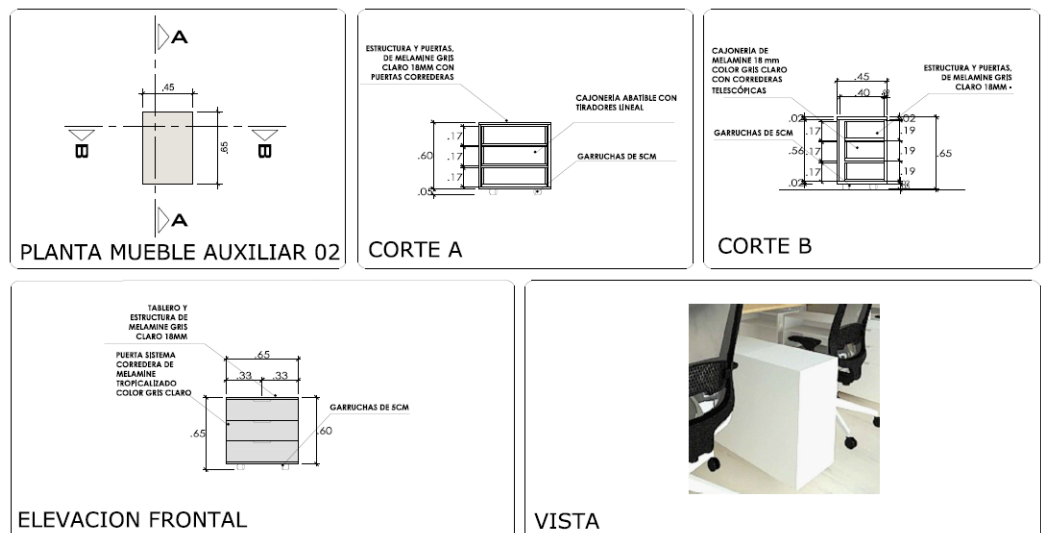 A
.45
B
B
.65
A
PLANTA MUEBLE AUXILIAR 02
ESTRUCTURA Y PUERTAS,
DE MELAMINE GRIS
CLARO 18MM CON
PUERTAS CORREDERAS
CAJONERÍA ABATÍBLE CON
TIRADORES LINEAL
GARRUCHAS DE 5CM
.17
.60
.17
.17
.05
CORTE A
CAJONERÍA DE
MELAMINE 18 mm
COLOR GRIS CLARO
CON CORREDERAS
TELESCÓPICAS
ESTRUCTURA Y PUERTAS,
DE MELAMINE GRIS
CLARO 18MM
.45
.40
GARRUCHAS DE 5CM
.02
.02
.17
.19
.56
.17
.19
.65
.17
.19
.02
CORTE B
TABLERO Y
ESTRUCTURA DE
MELAMINE GRIS
CLARO 18MM
PUERTA SISTEMA
CORREDERA DE
MELAMINE
TROPICALIZADO
COLOR GRIS CLARO
.65
.33
.33
GARRUCHAS DE 5CM
.65
.60
ELEVACION FRONTAL
VISTA